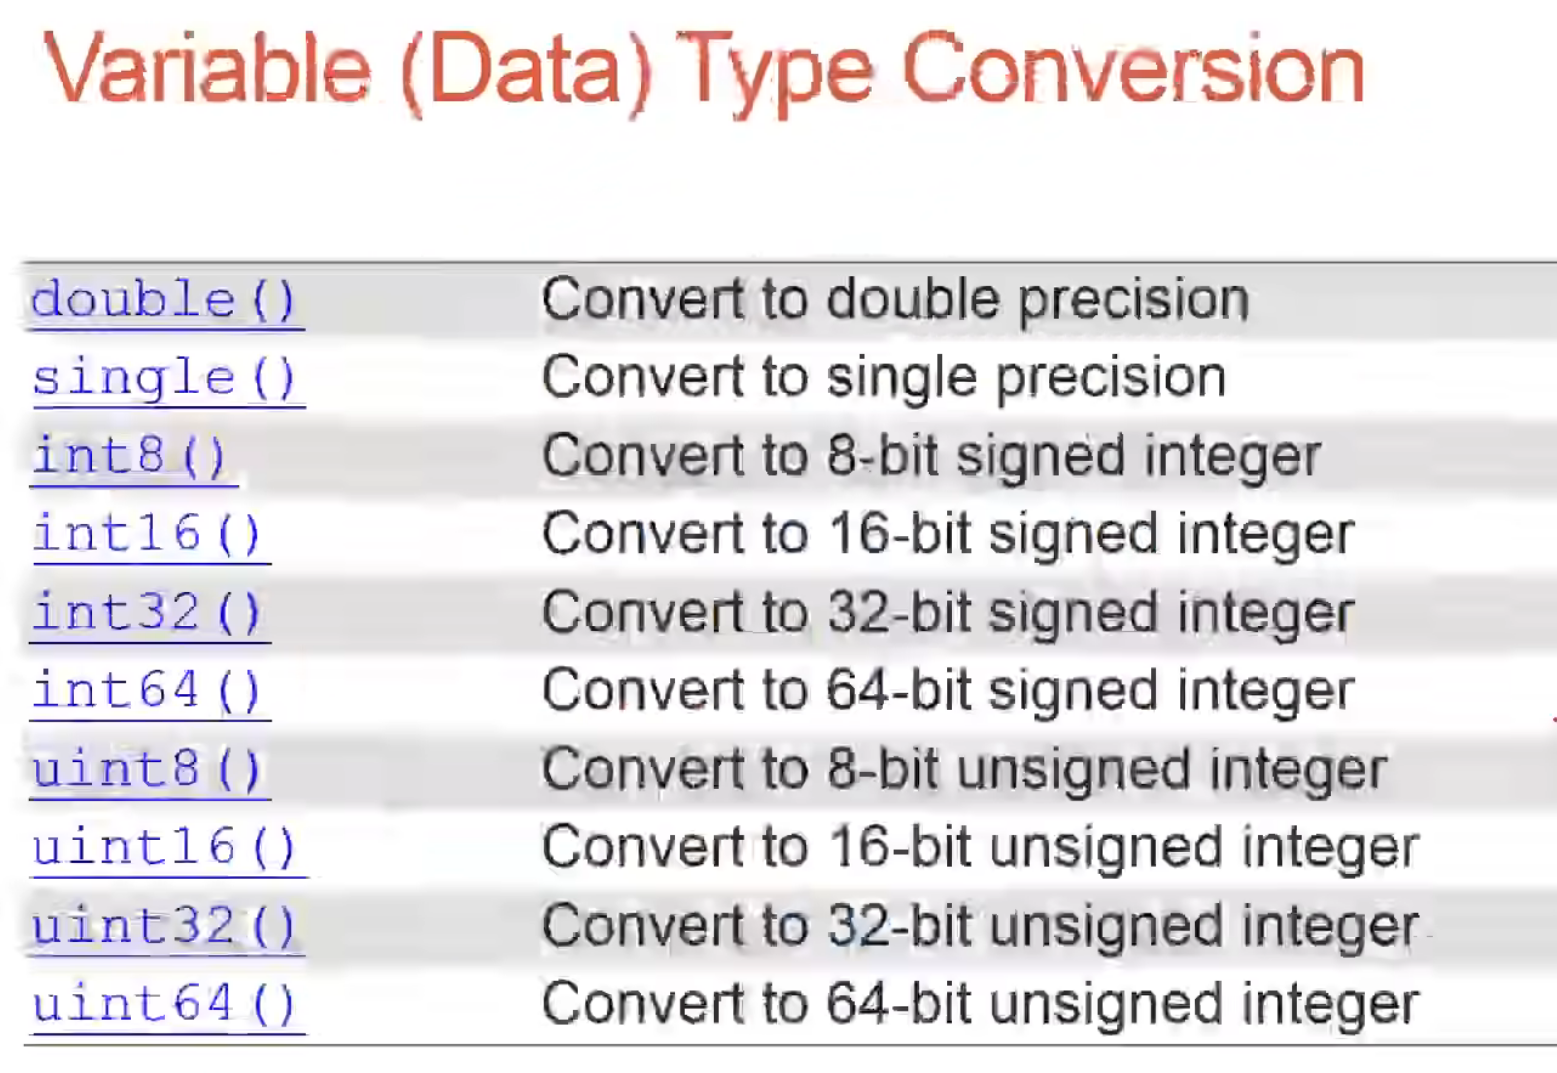 Variable (Data) Type Conversion
double() Convert to double precision
single() Convert to single precision
int8() Convert to 8-bit signed integer
int16() Convert to 16-bit signed integer
int32() Convert to 32-bit signed integer
int64() Convert to 64-bit signed integer
uint8() Convert to 8-bit unsigned integer
uint16() Convert to 16-bit unsigned integer
uint32() Convert to 32-bit unsigned integer
uint64() Convert to 64-bit unsigned integer